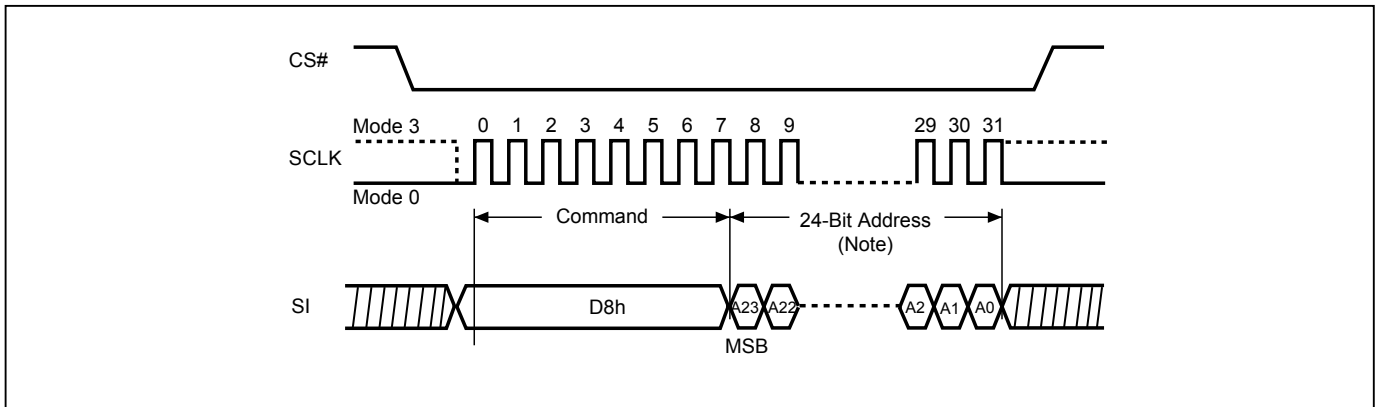 CS#
Mode 3 0 1 2 3 4 5 6 7 8 9 29 30 31
SCLK
Mode 0
Command 24-Bit Address
(Note)
SI D8h A23 A22 A2 A1 A0
MSB